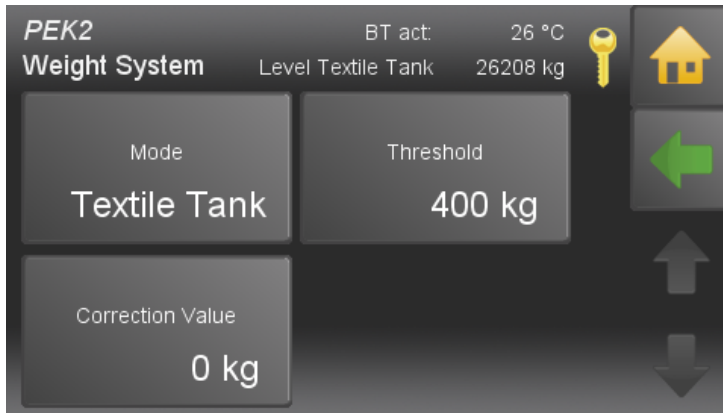 PEK2 BT act: 26 °C
Weight System Level Textile Tank 26208 kg
Mode
Textile Tank
Threshold
400 kg
Correction Value
0 kg